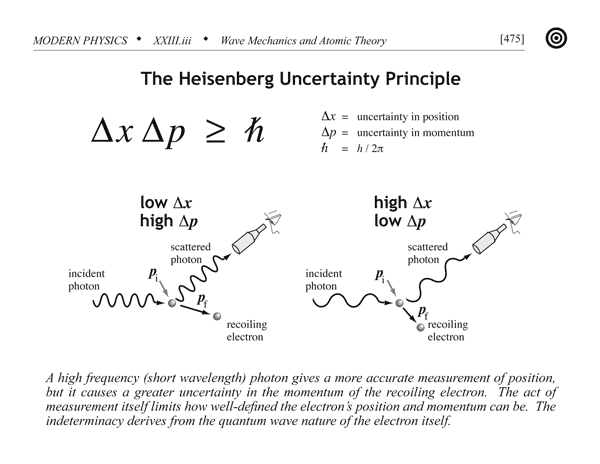 MODERN PHYSICS ◆ XXIII.iii ◆ Wave Mechanics and Atomic Theory [475]
The Heisenberg Uncertainty Principle
Δx Δp ≥ ℏ
Δx = uncertainty in position
Δp = uncertainty in momentum
ℏ = h / 2π
low Δx
high Δp
scattered
photon
incident
photon
pi
pf
recoiling
electron
high Δx
low Δp
scattered
photon
incident
photon
pi
pf
recoiling
electron
A high frequency (short wavelength) photon gives a more accurate measurement of position,
but it causes a greater uncertainty in the momentum of the recoiling electron. The act of
measurement itself limits how well-defined the electron's position and momentum can be. The
indeterminacy derives from the quantum wave nature of the electron itself.